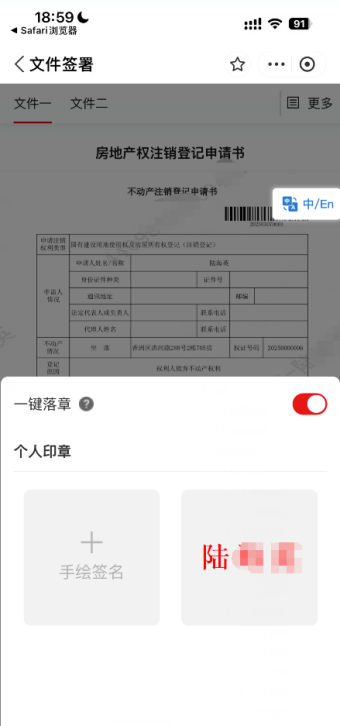 18:59
91
Safari浏览器
文件签署
文件一 文件二 更多
房地产权注销登记申请书
不动产注销登记申请书
中/En
申请注销权利类型 国有建设用地使用权/房屋所有权登记（注销登记）
申请人情况
申请人姓名/名称 陆海英
身份证件种类 证件号
通讯地址 邮编
法定代表人或负责人 联系电话
代理人姓名 联系电话
不动产情况 坐 落 权证号码
登记原因 权利人放弃不动产权利
一键落章 ?
个人印章
手绘签名
陆